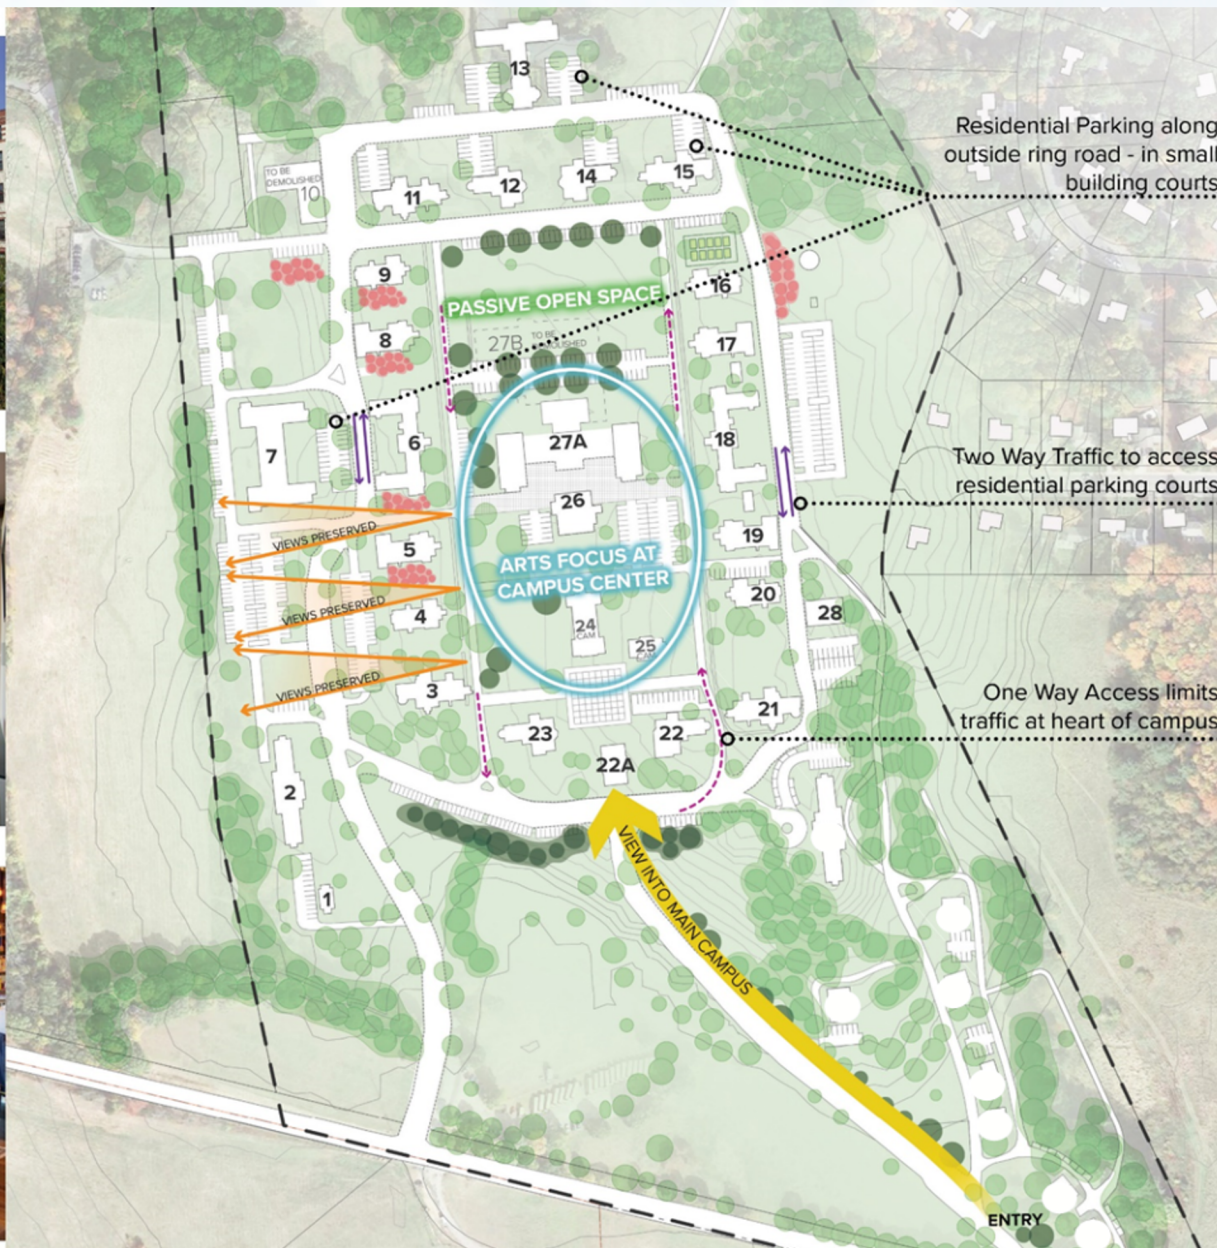 13
Residential Parking along
outside ring road - in small
building courts
TO BE
DEMOLISHED
10
11
12
14
15
9
PASSIVE OPEN SPACE
16
8
27B
TO BE
17
7
6
27A
18
Two Way Traffic to access
residential parking courts
26
VIEWS PRESERVED
5
19
ARTS FOCUS AT
CAMPUS CENTER
VIEWS PRESERVED
4
20
28
24
CAM
25
VIEWS PRESERVED
3
21
One Way Access limits
traffic at heart of campus
23
22
22A
2
VIEW INTO MAIN CAMPUS
1
ENTRY